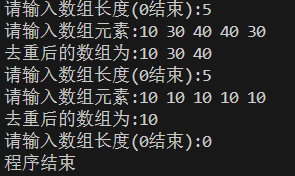 请输入数组长度(0结束):5
请输入数组元素:10 30 40 40 30
去重后的数组为:10 30 40
请输入数组长度(0结束):5
请输入数组元素:10 10 10 10 10
去重后的数组为:10
请输入数组长度(0结束):0
程序结束